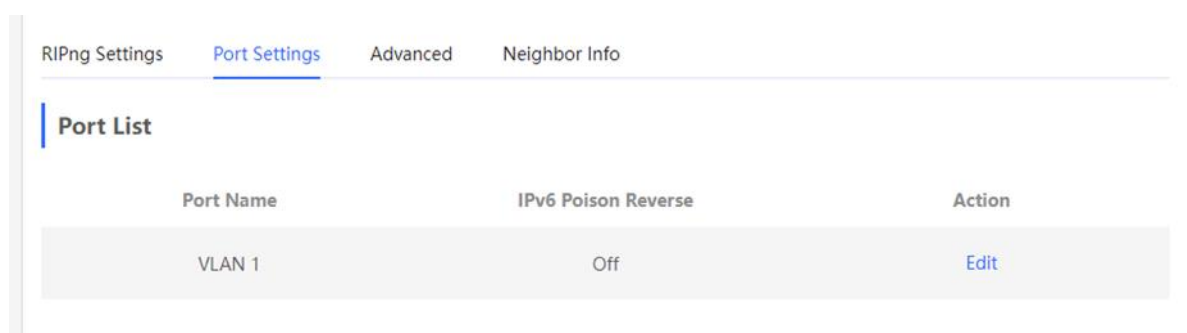 RIPng Settings Port Settings Advanced Neighbor Info
Port List
Port Name IPv6 Poison Reverse Action
VLAN 1 Off Edit